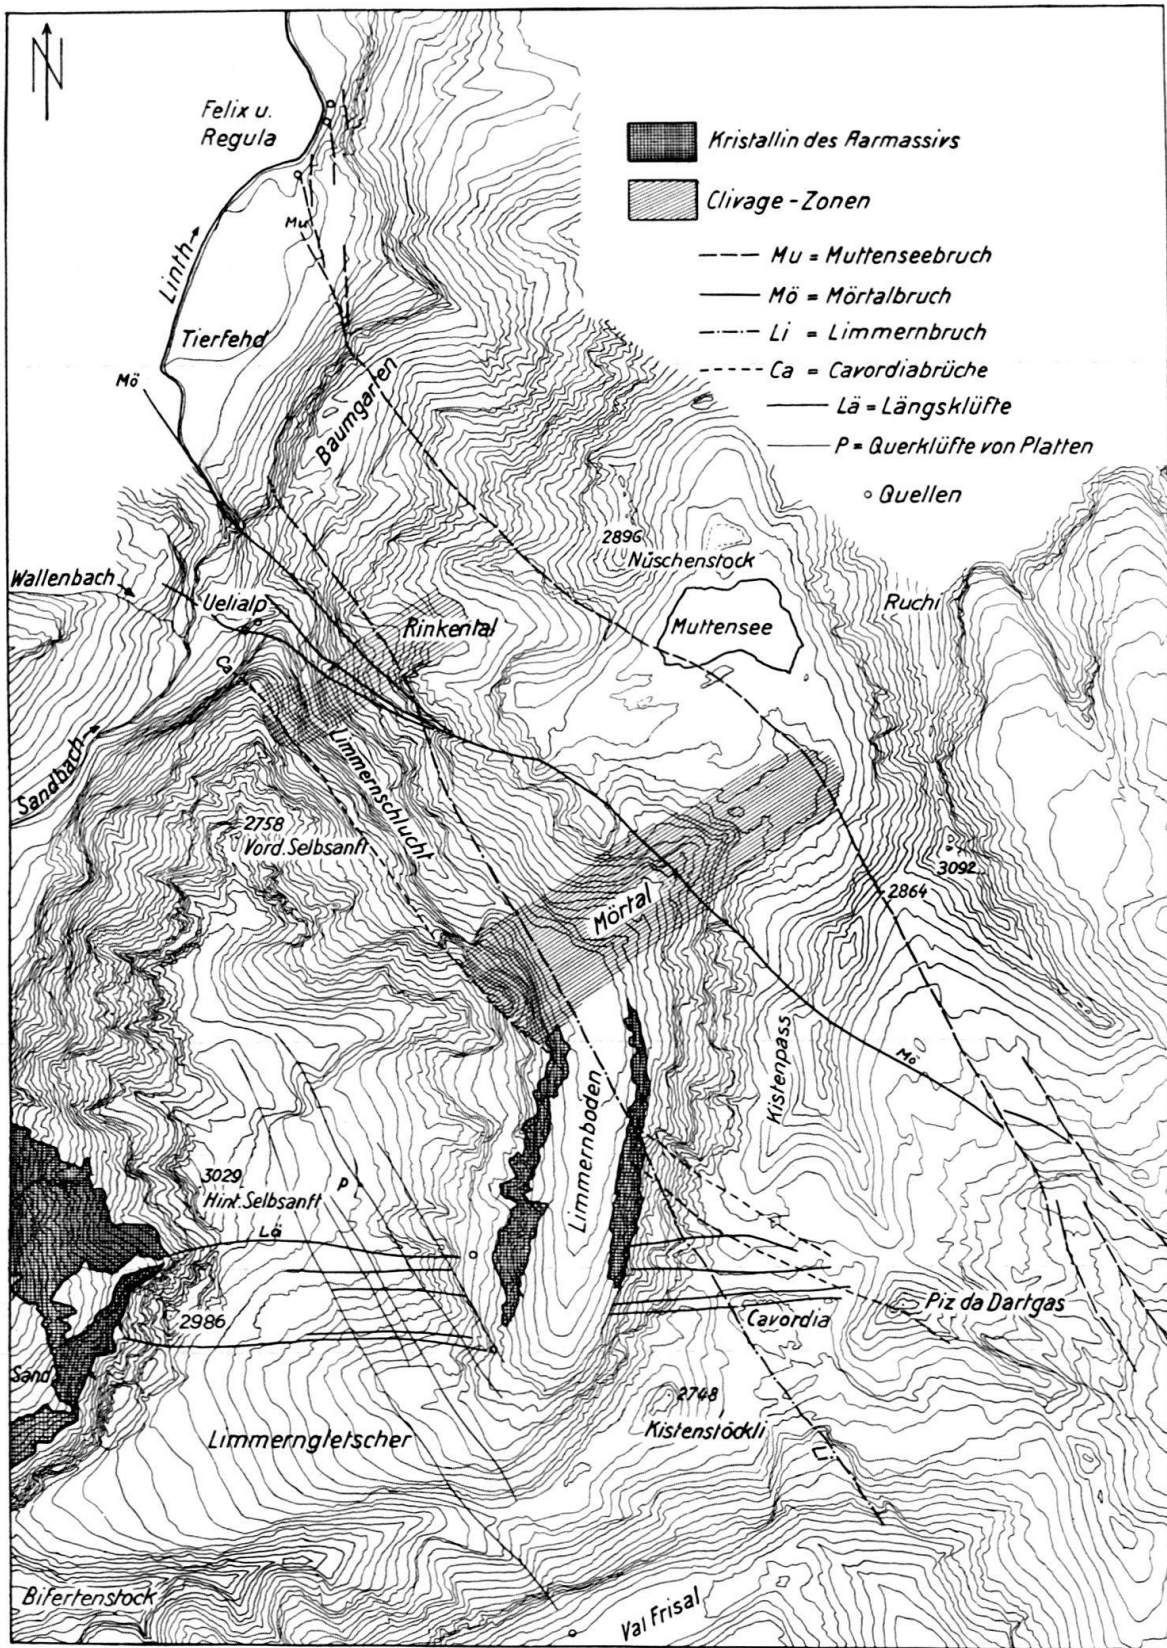 N
Felix u.
Regula
Kristallin des Aarmassivs
Clivage - Zonen
Mu = Muttenseebruch
Mö = Mörtalbruch
Li = Limmernbruch
Ca = Cavordiabrüche
Lä = Längsklüfte
P = Querklüfte von Platten
Quellen
Mu
Linth
Tierfehd
Mö
Baumgarten
2896
Nüschenstock
Wallenbach
Uelialp
Rinkental
Muttensee
Ruchi
Ca
Sandbach
Limmernschlucht
2758
Vord. Selbsanft
3092
2864
Mörtal
Kistenpass
Mö
Limmernboden
3029
Hint. Selbsanft
P
Lä
2986
Cavordia
Piz da Dartgas
Sand
2748
Kistenstöckli
Limmerngletscher
Li
Bifertenstock
Val Frisal